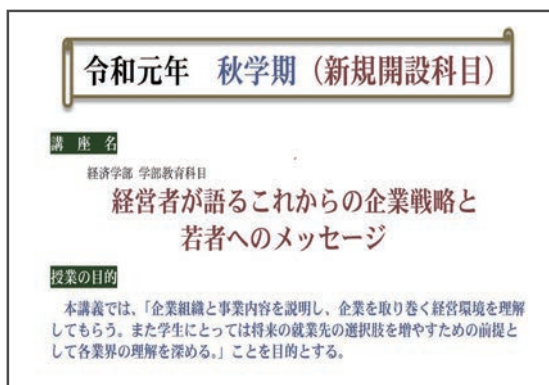 令和元年 秋学期（新規開設科目）
講 座 名
経済学部 学部教育科目
経営者が語るこれからの企業戦略と
若者へのメッセージ
授業の目的
本講義では、「企業組織と事業内容を説明し、企業を取り巻く経営環境を理解
してもらう。また学生にとっては将来の就業先の選択肢を増やすための前提と
して各業界の理解を深める。」ことを目的とする。